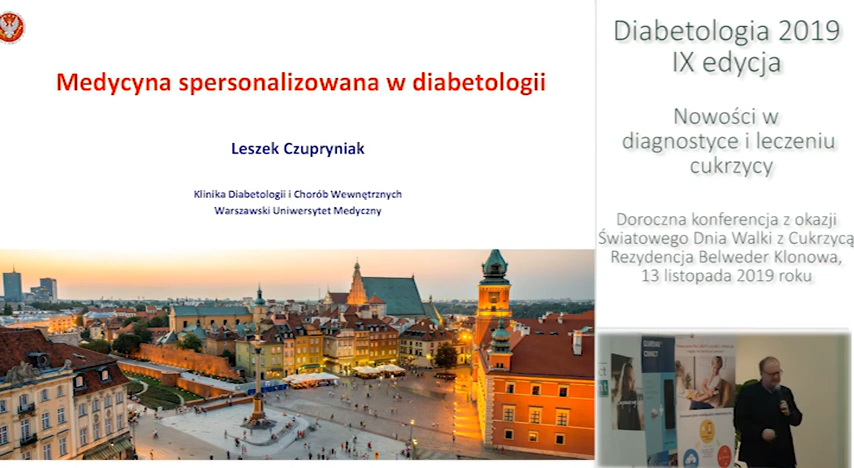 Medycyna spersonalizowana w diabetologii
Leszek Czupryniak
Klinika Diabetologii i Chorób Wewnętrznych
Warszawski Uniwersytet Medyczny
Diabetologia 2019
IX edycja
Nowości w
diagnostyce i leczeniu
cukrzycy
Doroczna konferencja z okazji
Światowego Dnia Walki z Cukrzycą
Rezydencja Belweder Klonowa,
13 listopada 2019 roku